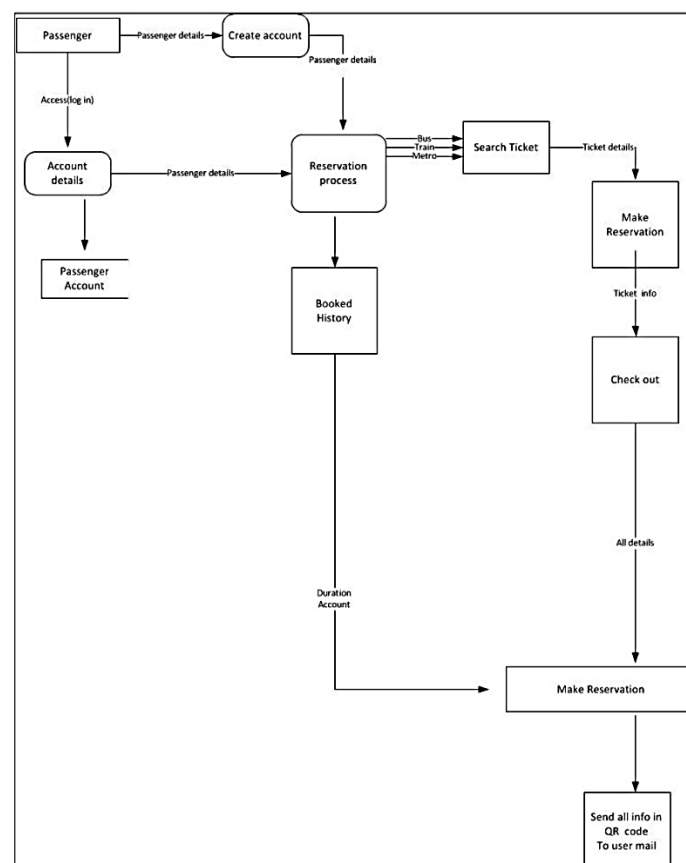 Passenger
Passenger details
Create account
Passenger details
Access(log in)
Account
details
Passenger details
Reservation
process
Bus
Train
Metro
Search Ticket
Ticket details
Make
Reservation
Passenger
Account
Booked
History
Ticket info
Check out
All details
Duration
Account
Make Reservation
Send all info in
QR code
To user mail